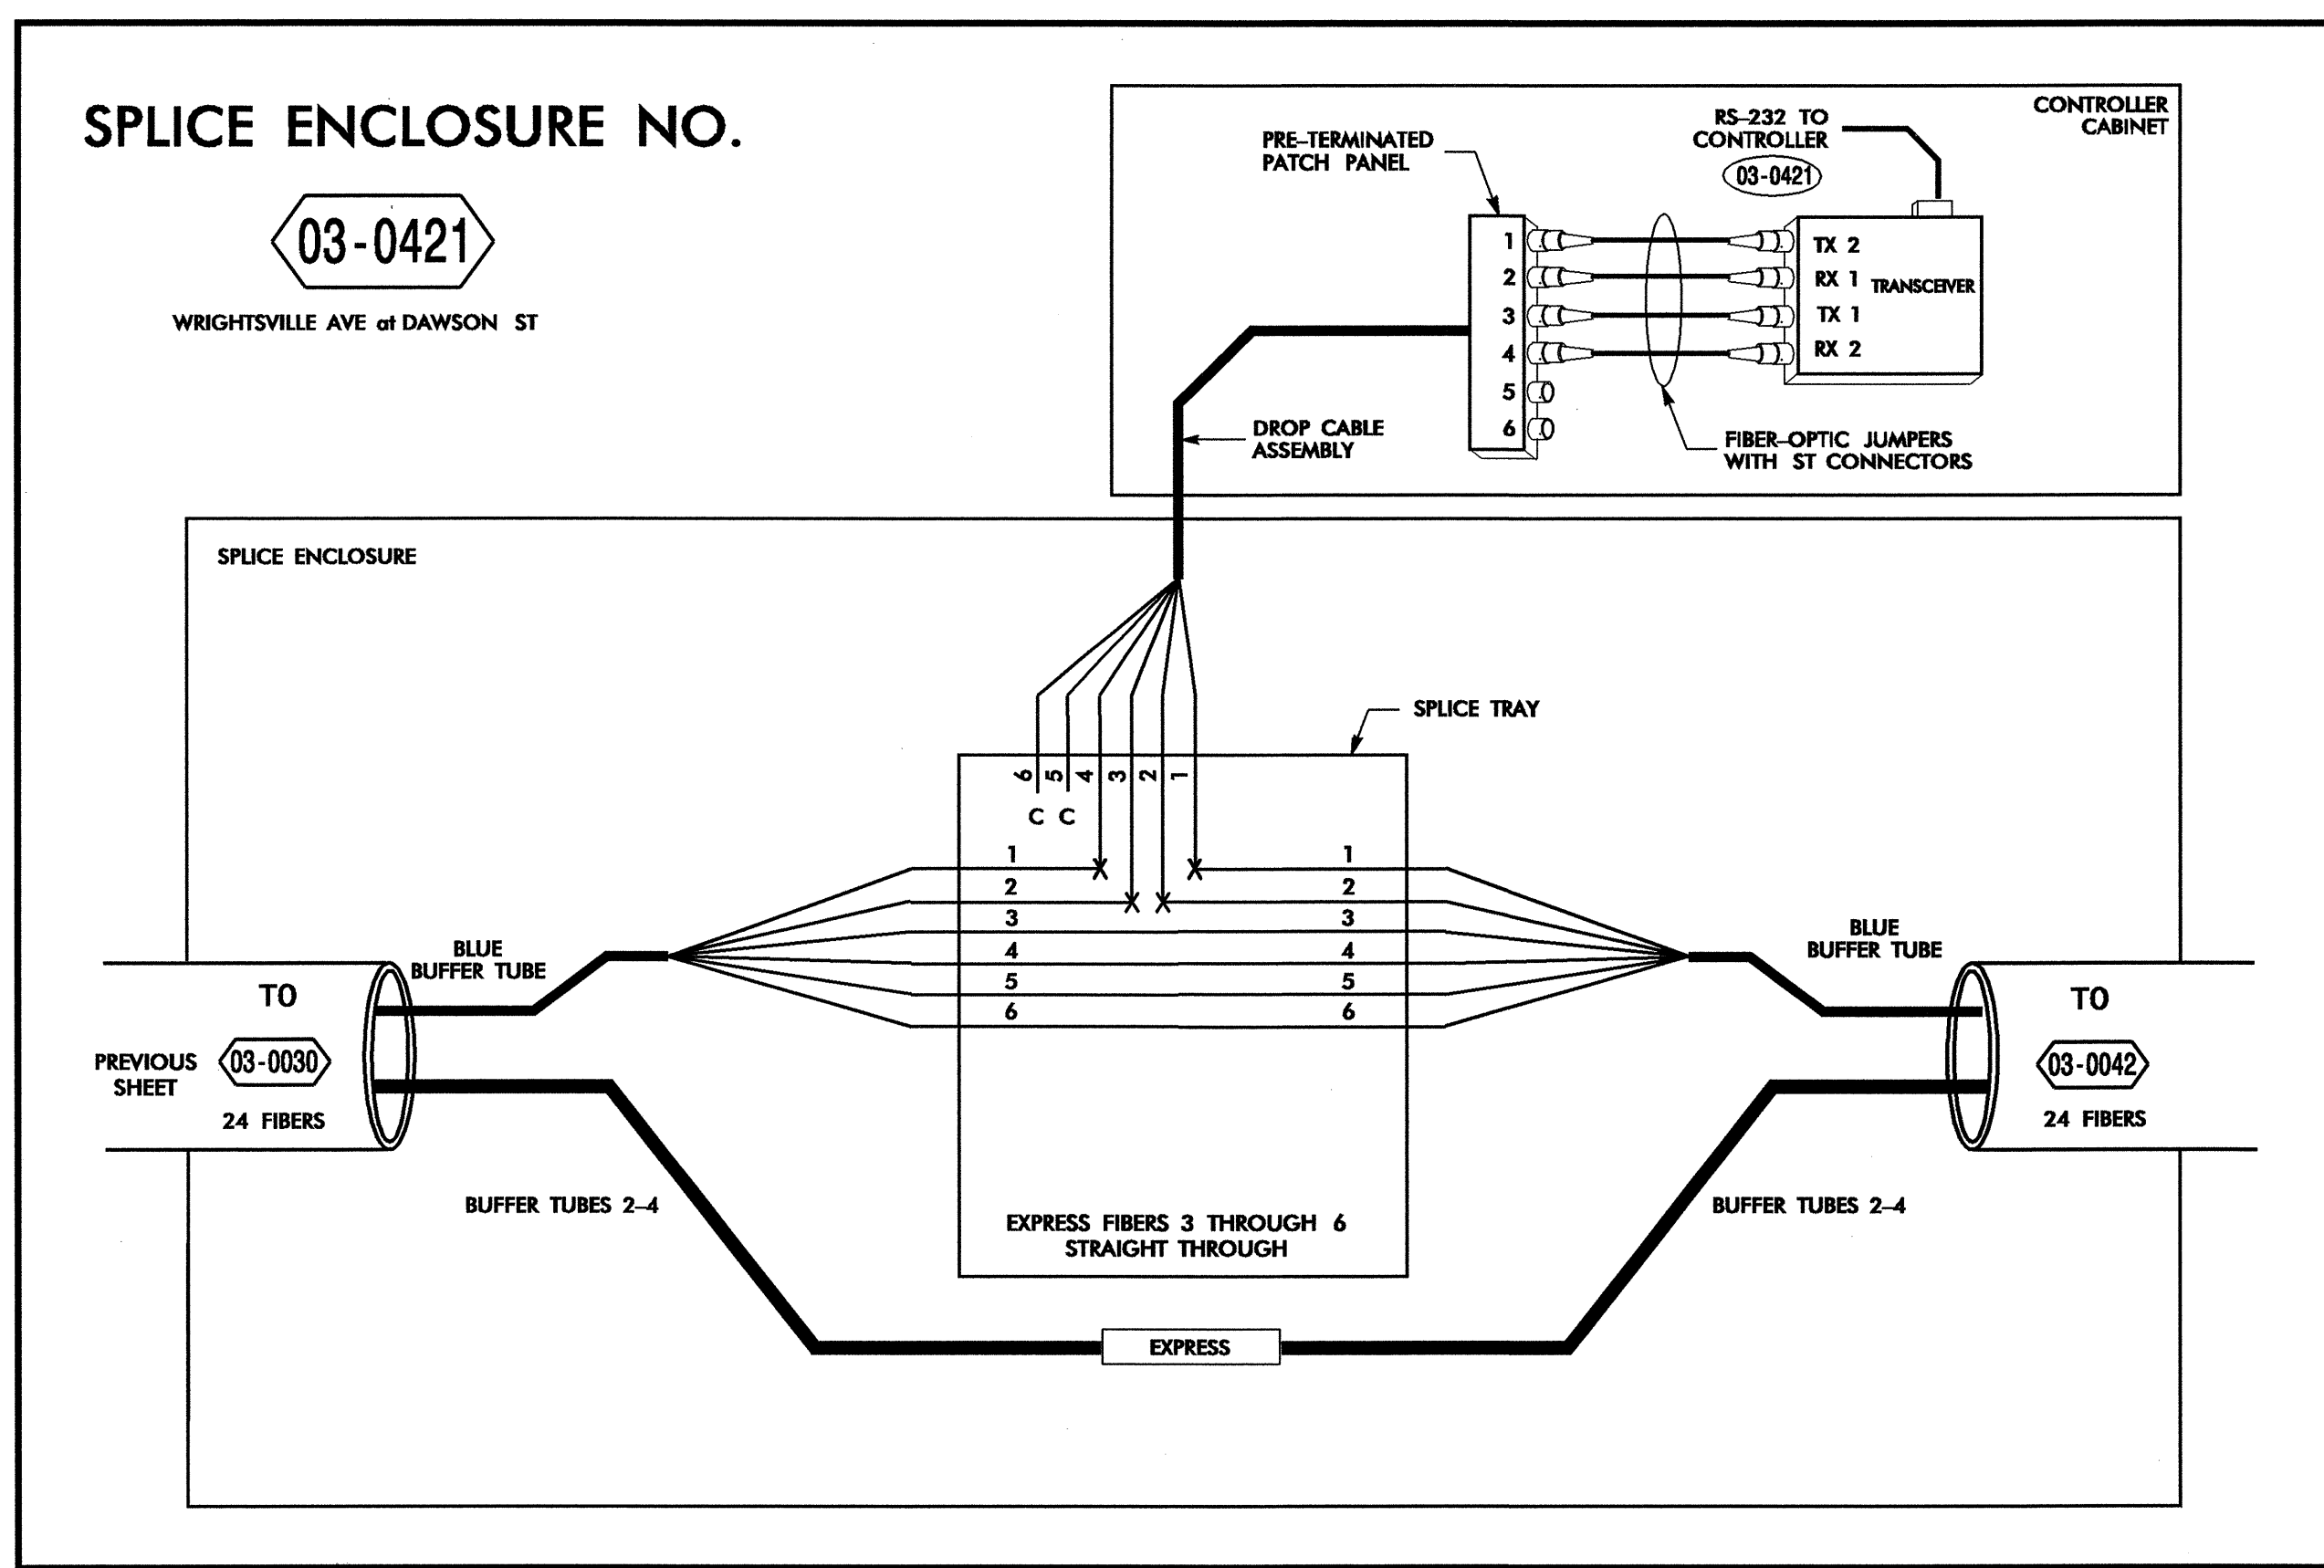 SPLICE ENCLOSURE NO.
03-0421
WRIGHTSVILLE AVE at DAWSON ST
CONTROLLER
CABINET
RS-232 TO
CONTROLLER
03-0421
PRE-TERMINATED
PATCH PANEL
1
2
3
4
5
6
TX 2
RX 1
TX 1
RX 2
TRANSCEIVER
DROP CABLE
ASSEMBLY
FIBER-OPTIC JUMPERS
WITH ST CONNECTORS
SPLICE ENCLOSURE
SPLICE TRAY
6 5 4 3 2 1
C C
1 1
2 2
3 3
4 4
5 5
6 6
BLUE
BUFFER TUBE
BLUE
BUFFER TUBE
TO
PREVIOUS
SHEET
03-0030
24 FIBERS
TO
03-0042
24 FIBERS
BUFFER TUBES 2-4
BUFFER TUBES 2-4
EXPRESS FIBERS 3 THROUGH 6
STRAIGHT THROUGH
EXPRESS